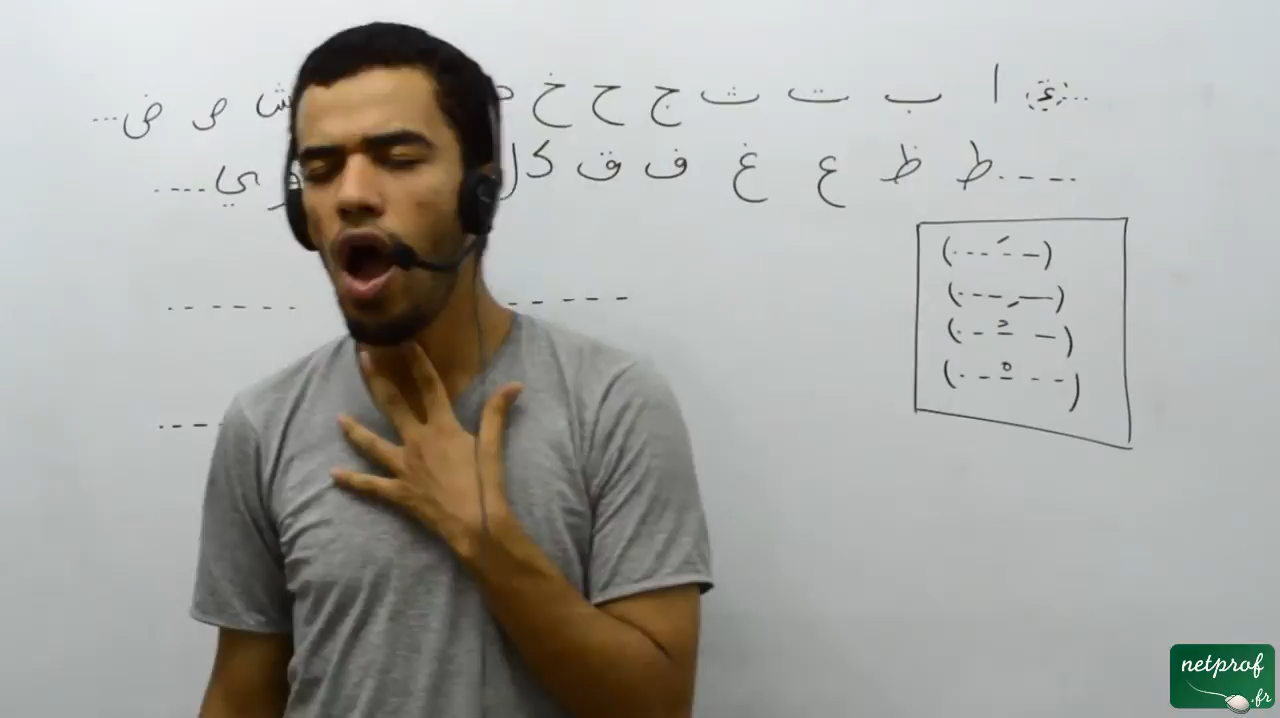 ء ا ب ت ث ج ح خ ش ص ض ...
ط ظ ع غ ف ق ك ل ي ....
(--- َ -)
(--- ِ -)
(-- ُ -)
(-- ْ --)
netprof
.fr